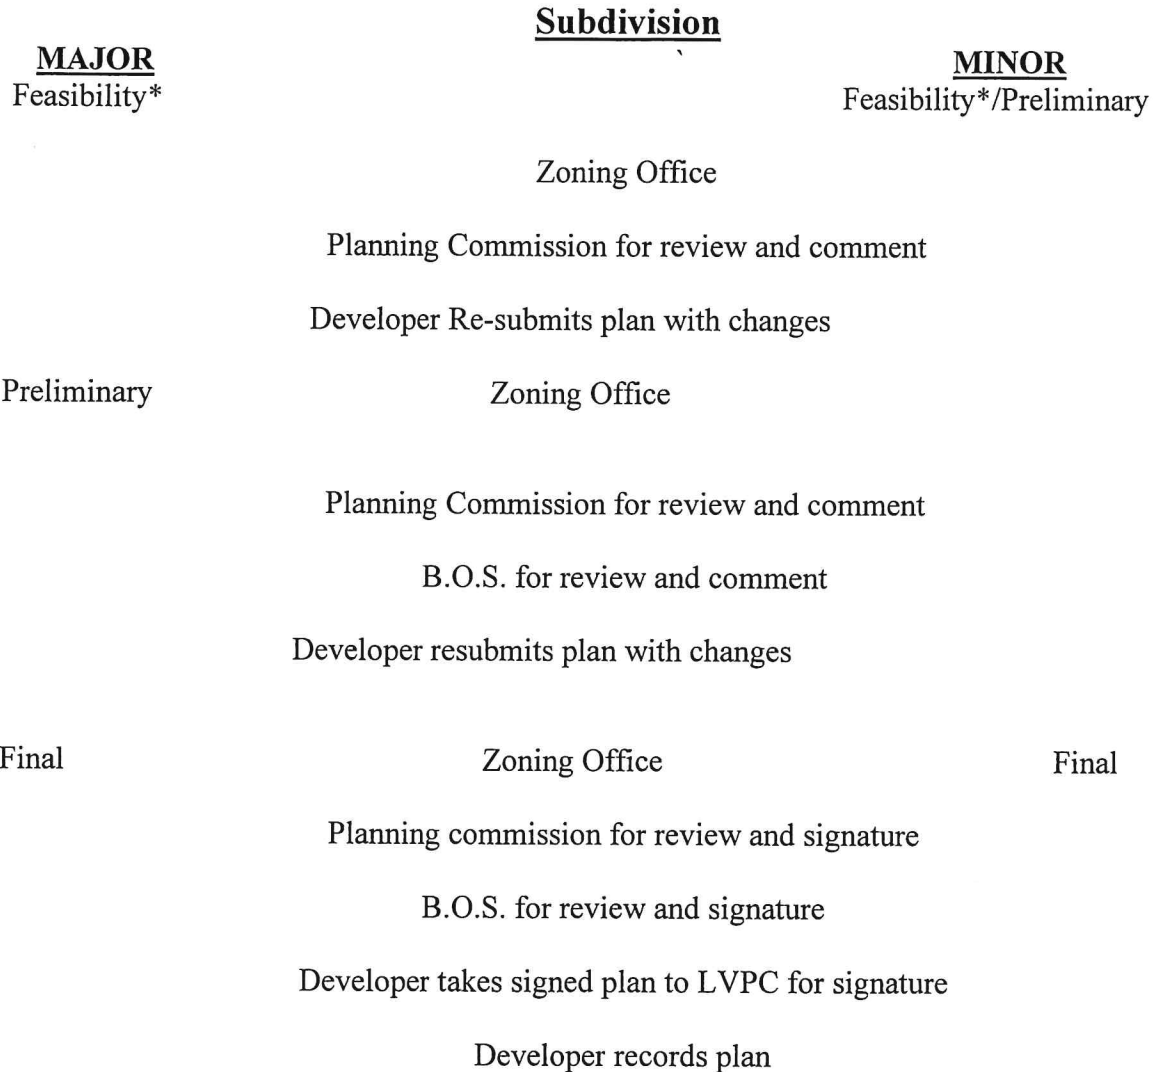 Subdivision
MAJOR
MINOR
Feasibility*
Feasibility*/Preliminary
Zoning Office
Planning Commission for review and comment
Developer Re-submits plan with changes
Preliminary Zoning Office
Planning Commission for review and comment
B.O.S. for review and comment
Developer resubmits plan with changes
Final Zoning Office Final
Planning commission for review and signature
B.O.S. for review and signature
Developer takes signed plan to LVPC for signature
Developer records plan